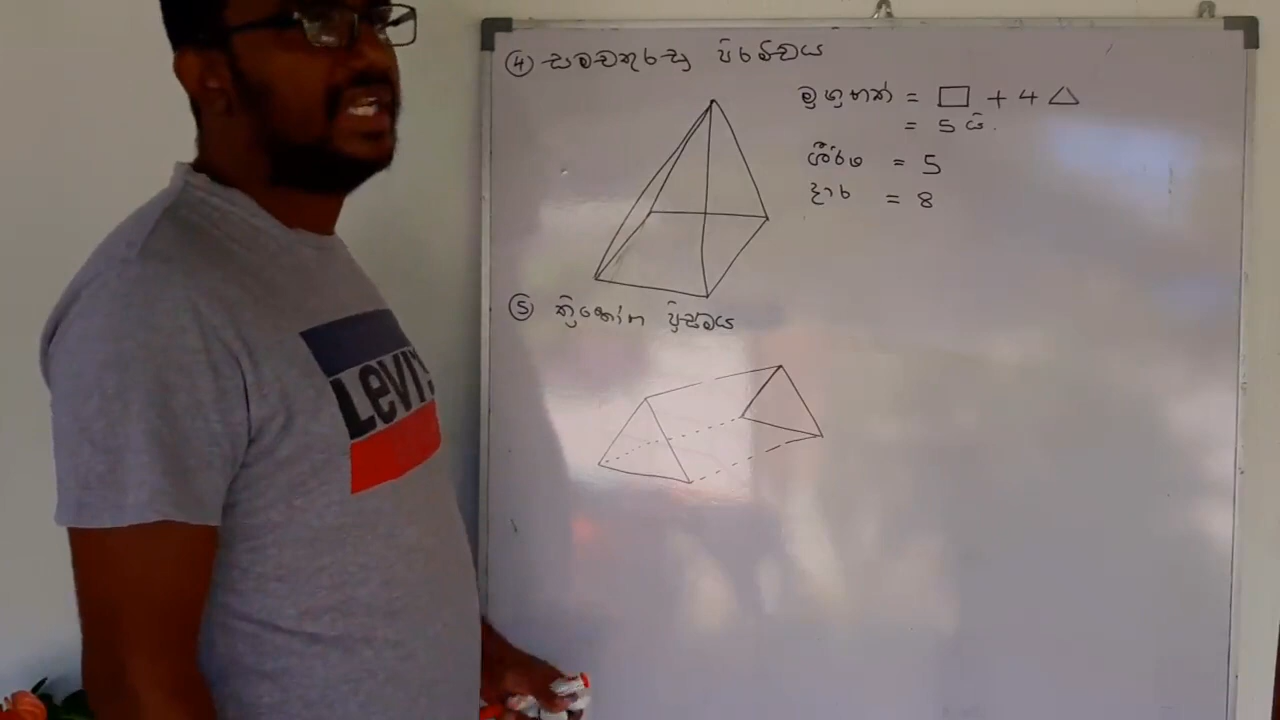 ④ සමචතුරස්‍ර පිරමීඩය
මුහුණත් = □ + 4 △
= 5 යි.
ශීර්ෂ = 5
දාර = 8
⑤ ත්‍රිකෝණ ප්‍රිස්මය
Levi's